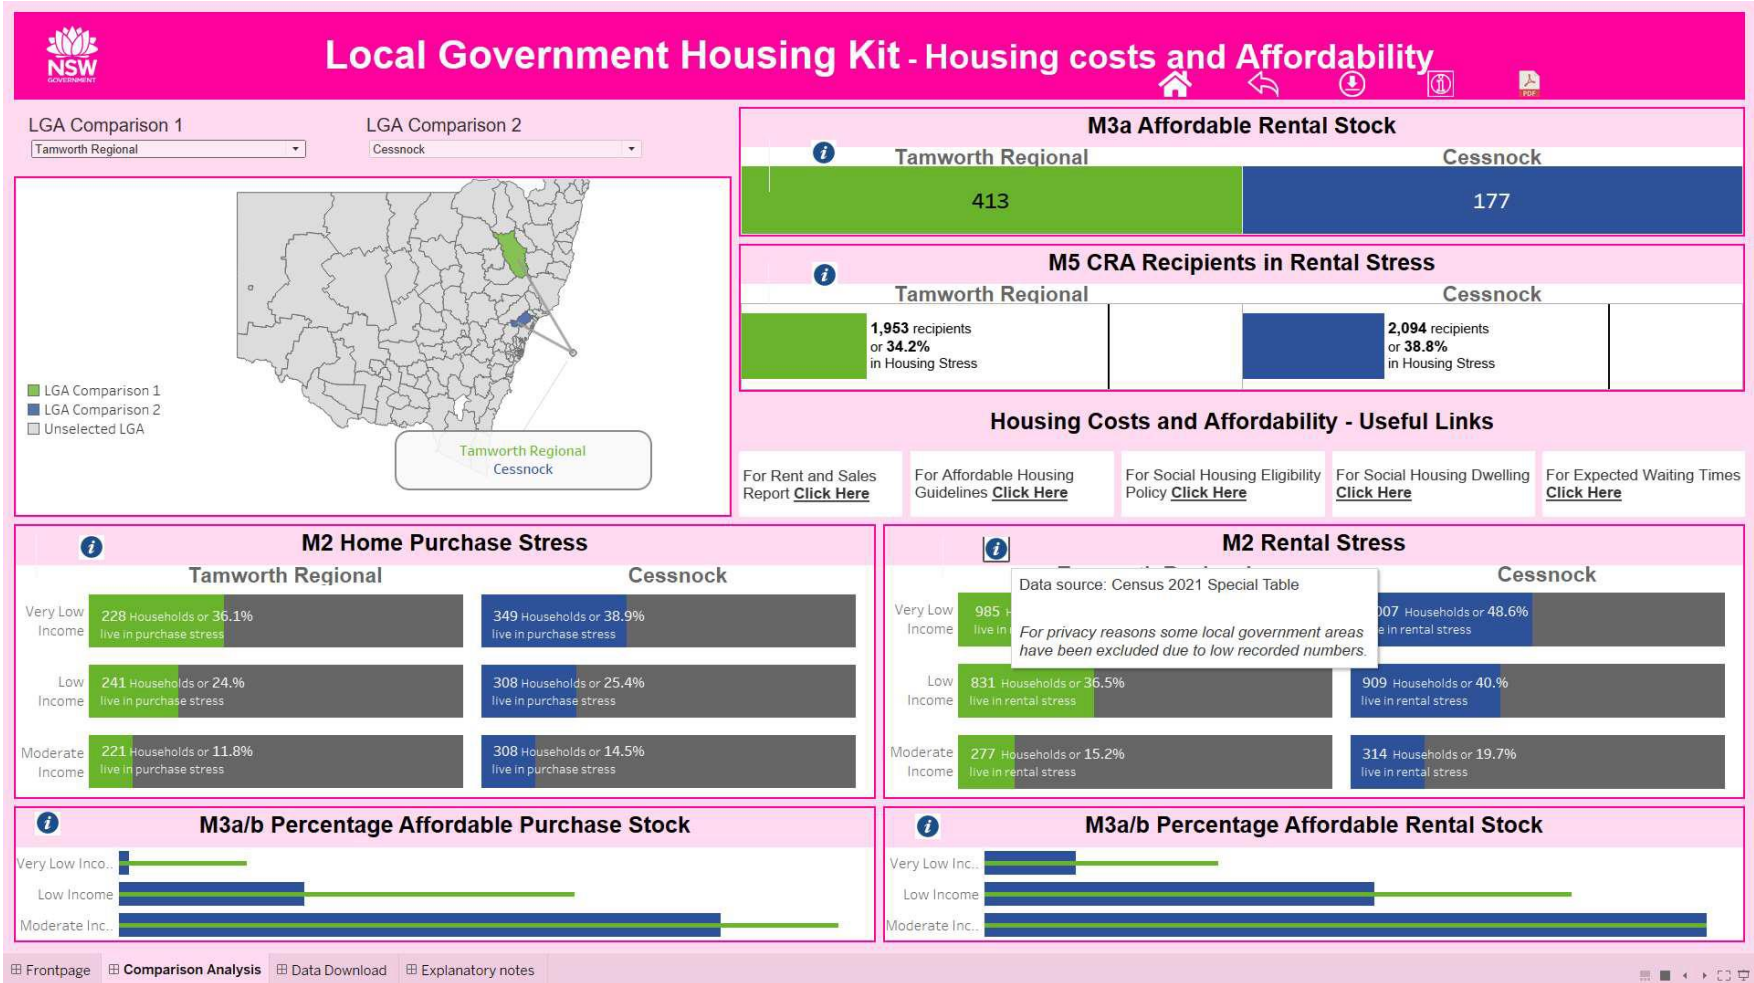 NSW
GOVERNMENT
Local Government Housing Kit - Housing costs and Affordability
PDF
LGA Comparison 1
Tamworth Regional
LGA Comparison 2
Cessnock
LGA Comparison 1
LGA Comparison 2
Unselected LGA
Tamworth Regional
Cessnock
M3a Affordable Rental Stock
Tamworth Regional
Cessnock
413
177
M5 CRA Recipients in Rental Stress
Tamworth Regional
Cessnock
1,953 recipients
or 34.2%
in Housing Stress
2,094 recipients
or 38.8%
in Housing Stress
Housing Costs and Affordability - Useful Links
For Rent and Sales
Report Click Here
For Affordable Housing
Guidelines Click Here
For Social Housing Eligibility
Policy Click Here
For Social Housing Dwelling
Click Here
For Expected Waiting Times
Click Here
M2 Home Purchase Stress
Tamworth Regional
Cessnock
Very Low
Income
228 Households or 36.1%
live in purchase stress
349 Households or 38.9%
live in purchase stress
Low
Income
241 Households or 24.%
live in purchase stress
308 Households or 25.4%
live in purchase stress
Moderate
Income
221 Households or 11.8%
live in purchase stress
308 Households or 14.5%
live in purchase stress
M2 Rental Stress
Cessnock
Data source: Census 2021 Special Table
For privacy reasons some local government areas
have been excluded due to low recorded numbers.
Very Low
Income
985 H
live in
007 Households or 48.6%
e in rental stress
Low
Income
831 Households or 36.5%
live in rental stress
909 Households or 40.%
live in rental stress
Moderate
Income
277 Households or 15.2%
live in rental stress
314 Households or 19.7%
live in rental stress
M3a/b Percentage Affordable Purchase Stock
Very Low Inco..
Low Income
Moderate Inc..
M3a/b Percentage Affordable Rental Stock
Very Low Inc..
Low Income
Moderate Inc..
Frontpage
Comparison Analysis
Data Download
Explanatory notes